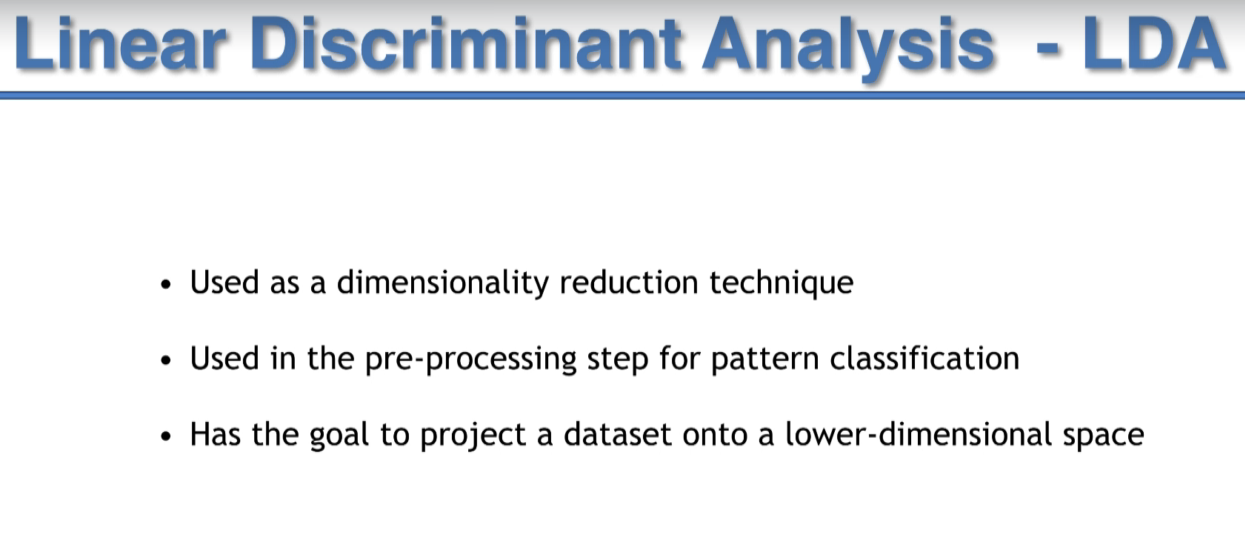 Linear Discriminant Analysis - LDA
• Used as a dimensionality reduction technique
• Used in the pre-processing step for pattern classification
• Has the goal to project a dataset onto a lower-dimensional space